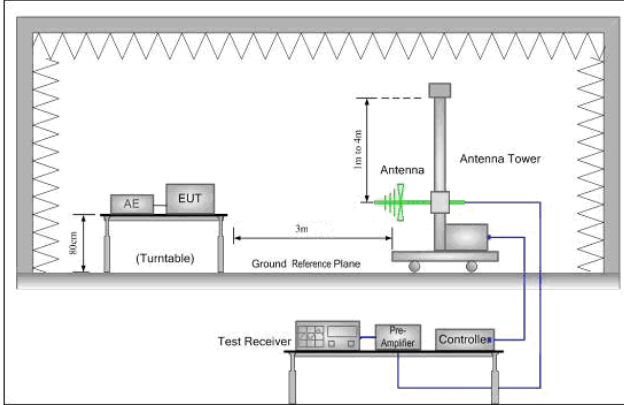 1m to 4m
Antenna
Antenna Tower
AE
EUT
80cm
(Turntable)
3m
Ground Reference Plane
Test Receiver
Pre-
Amplifier
Controller